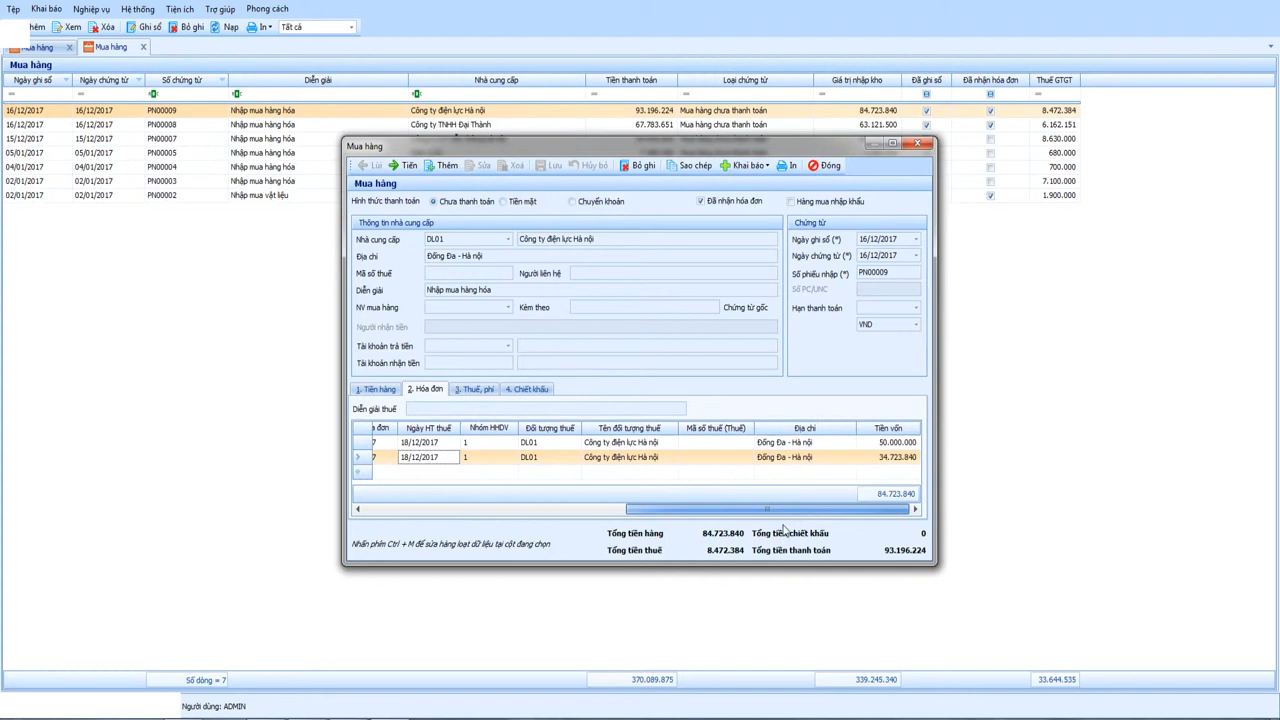 Tệp Khai báo Nghiệp vụ Hệ thống Tiện ích Trợ giúp Phong cách
hêm Xem Xóa Ghi sổ Bỏ ghi Nạp In Tất cả
Mua hàng Mua hàng
Mua hàng
Ngày ghi sổ Ngày chứng từ Số chứng từ Diễn giải Nhà cung cấp Tiền thanh toán Loại chứng từ Giá trị nhập kho Đã ghi sổ Đã nhận hóa đơn Thuế GTGT
16/12/2017 16/12/2017 PN00009 Nhập mua hàng hóa Công ty điện lực Hà nội 93.196.224 Mua hàng chưa thanh toán 84.723.840 8.472.384
16/12/2017 16/12/2017 PN00008 Nhập mua hàng hóa Công ty TNHH Đại Thành 67.783.651 Mua hàng chưa thanh toán 63.121.500 6.162.151
15/12/2017 15/12/2017 PN00007 Nhập mua hàng hóa 8.630.000
05/01/2017 05/01/2017 PN00006 Nhập mua hàng hóa 680.000
04/01/2017 04/01/2017 PN00004 Nhập mua hàng hóa 700.000
02/01/2017 02/01/2017 PN00003 Nhập mua hàng hóa 7.100.000
02/01/2017 02/01/2017 PN00002 Nhập mua vật liệu 1.900.000
Mua hàng
Lùi Tiến Thêm Sửa Xoá Lưu Hủy bỏ Bỏ ghi Sao chép Khai báo In Đóng
Mua hàng
Hình thức thanh toán Chưa thanh toán Tiền mặt Chuyển khoản Đã nhận hóa đơn Hàng mua nhập khẩu
Thông tin nhà cung cấp Chứng từ
Nhà cung cấp DL01 Công ty điện lực Hà nội Ngày ghi sổ (*) 16/12/2017
Địa chỉ Đống Đa - Hà nội Ngày chứng từ (*) 16/12/2017
Mã số thuế Người liên hệ Số phiếu nhập (*) PN00009
Diễn giải Nhập mua hàng hóa Số PC/UNC
NV mua hàng Kèm theo Chứng từ gốc Hạn thanh toán
Người nhận tiền VND
Tài khoản trả tiền
Tài khoản nhận tiền
1. Tiền hàng 2. Hóa đơn 3. Thuế, phí 4. Chiết khấu
Diễn giải thuế
a đơn Ngày HT thuế Nhóm HHDV Đối tượng thuế Tên đối tượng thuế Mã số thuế (Thuế) Địa chỉ Tiền vốn
7 18/12/2017 1 DL01 Công ty điện lực Hà nội Đống Đa - Hà nội 50.000.000
7 18/12/2017 1 DL01 Công ty điện lực Hà nội Đống Đa - Hà nội 34.723.840
84.723.840
Tổng tiền hàng 84.723.840 Tổng tiền chiết khấu 0
Nhấn phím Ctrl + M để sửa hàng loạt dữ liệu tại cột đang chọn
Tổng tiền thuế 8.472.384 Tổng tiền thanh toán 93.196.224
Số dòng = 7 370.089.875 339.245.340 33.644.535
Người dùng: ADMIN